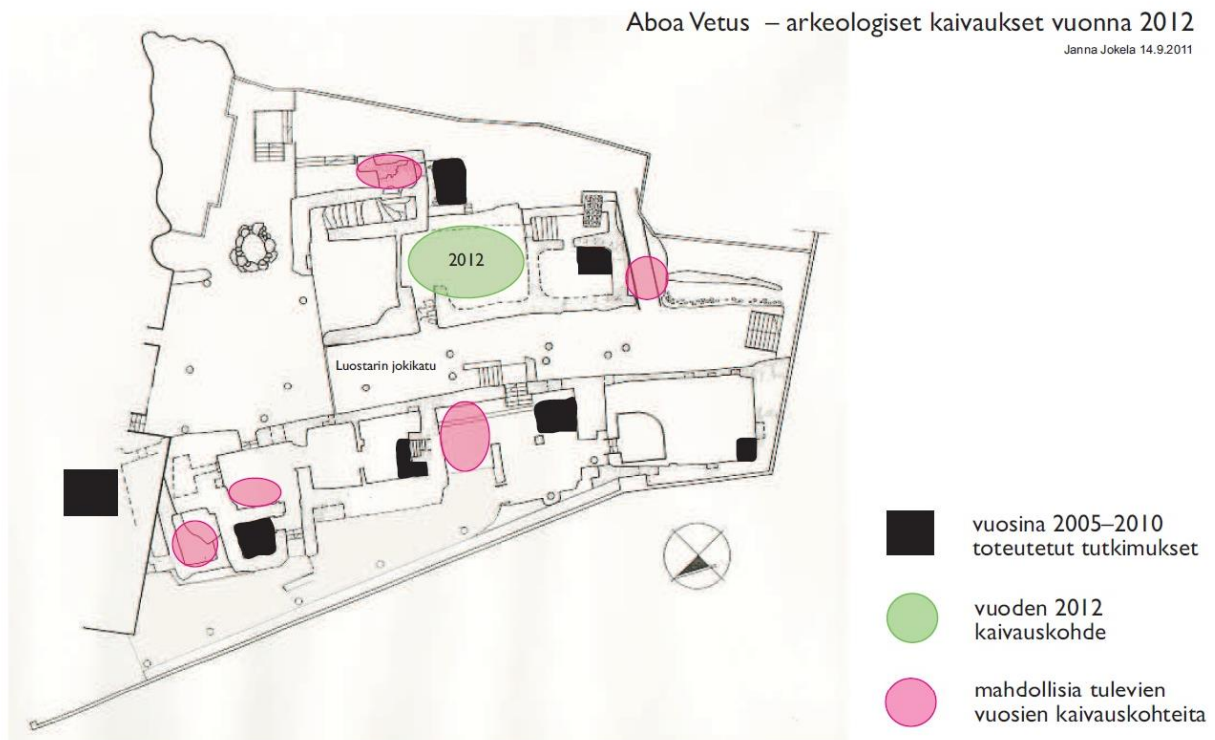 Aboa Vetus – arkeologiset kaivaukset vuonna 2012
Janna Jokela 14.9.2011
2012
Luostarin jokikatu
vuosina 2005–2010
toteutetut tutkimukset
vuoden 2012
kaivauskohde
mahdollisia tulevien
vuosien kaivauskohteita